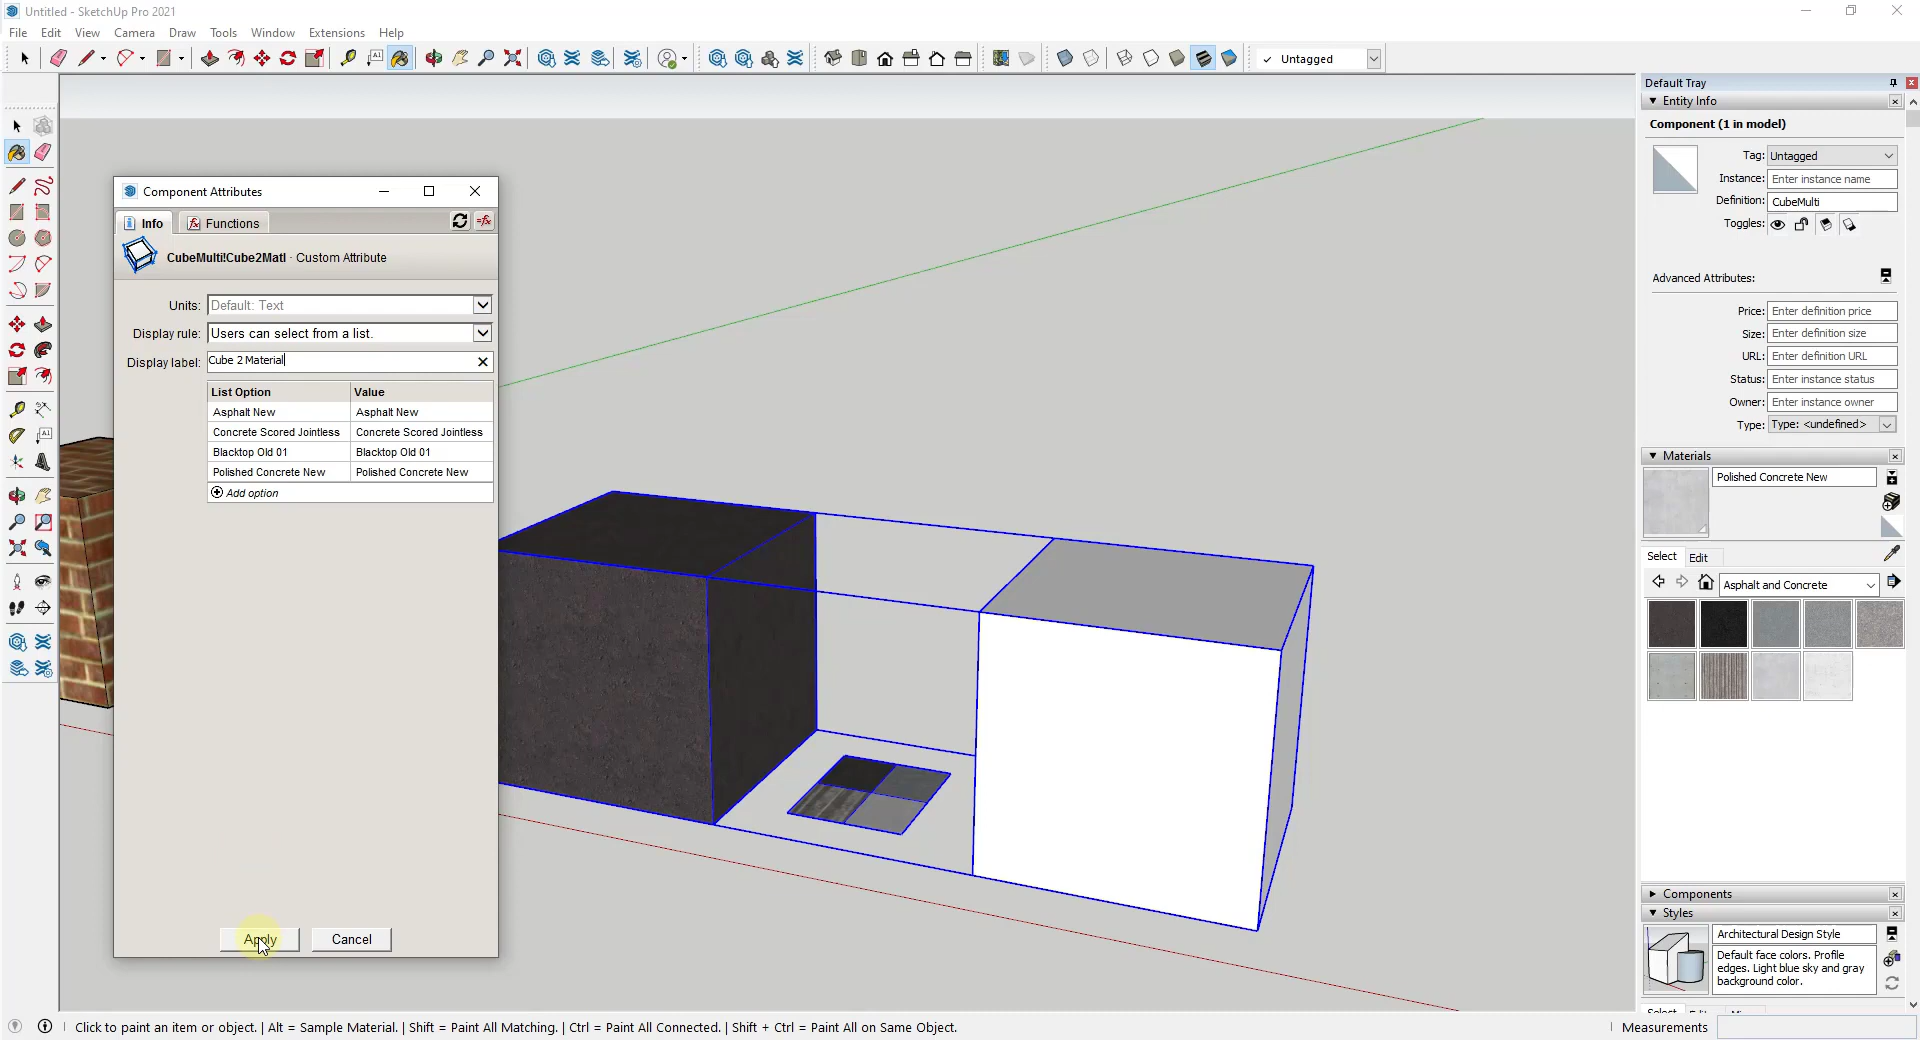 Untitled - SketchUp Pro 2021
File Edit View Camera Draw Tools Window Extensions Help
Untagged
Default Tray
Entity Info
Component (1 in model)
Tag: Untagged
Instance: Enter instance name
Definition: CubeMulti
Toggles:
Advanced Attributes:
Price: Enter definition price
Size: Enter definition size
URL: Enter definition URL
Status: Enter instance status
Owner: Enter instance owner
Type: Type: <undefined>
Materials
Polished Concrete New
Select Edit
Asphalt and Concrete
Components
Styles
Architectural Design Style
Default face colors. Profile
edges. Light blue sky and gray
background color.
Component Attributes
Info Functions
CubeMulti!Cube2Matl - Custom Attribute
Units: Default: Text
Display rule: Users can select from a list.
Display label: Cube 2 Material
List Option Value
Asphalt New Asphalt New
Concrete Scored Jointless Concrete Scored Jointless
Blacktop Old 01 Blacktop Old 01
Polished Concrete New Polished Concrete New
Add option
Apply Cancel
Click to paint an item or object. | Alt = Sample Material. | Shift = Paint All Matching. | Ctrl = Paint All Connected. | Shift + Ctrl = Paint All on Same Object.
Measurements